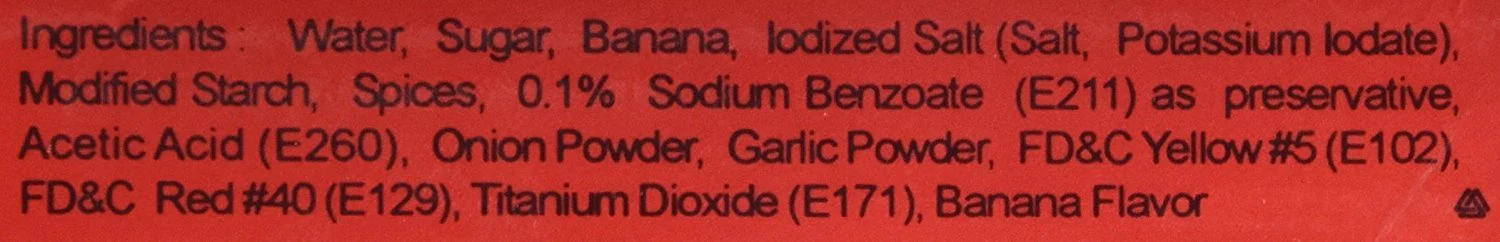 Ingredients : Water, Sugar, Banana, Iodized Salt (Salt, Potassium Iodate),
Modified Starch, Spices, 0.1% Sodium Benzoate (E211) as preservative,
Acetic Acid (E260), Onion Powder, Garlic Powder, FD&C Yellow #5 (E102),
FD&C Red #40 (E129), Titanium Dioxide (E171), Banana Flavor